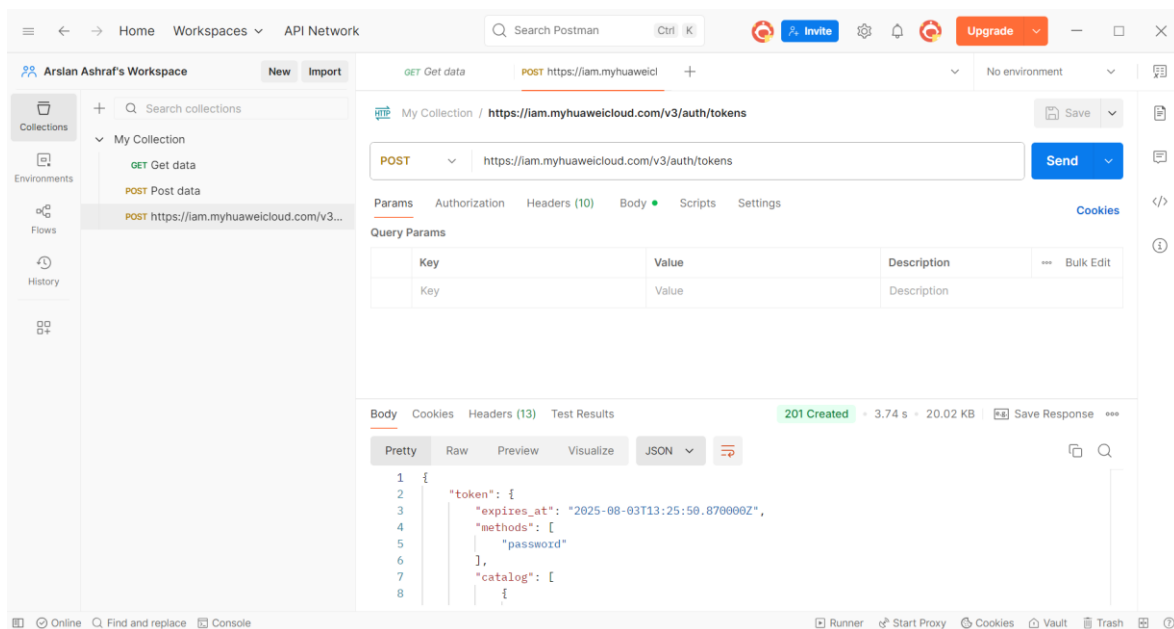 Home Workspaces API Network Search Postman Ctrl K Invite Upgrade
Arslan Ashraf's Workspace New Import GET Get data POST https://iam.myhuaweicl No environment
Collections
Environments
Flows
History
Search collections
My Collection
GET Get data
POST Post data
POST https://iam.myhuaweicloud.com/v3...
HTTP My Collection / https://iam.myhuaweicloud.com/v3/auth/tokens Save
POST https://iam.myhuaweicloud.com/v3/auth/tokens Send
Params Authorization Headers (10) Body Scripts Settings Cookies
Query Params
Key Value Description Bulk Edit
Key Value Description
Body Cookies Headers (13) Test Results 201 Created 3.74 s 20.02 KB e.g. Save Response
Pretty Raw Preview Visualize JSON
1 {
2 "token": {
3 "expires_at": "2025-08-03T13:25:50.870000Z",
4 "methods": [
5 "password"
6 ],
7 "catalog": [
8 {
Online Find and replace Console Runner Start Proxy Cookies Vault Trash